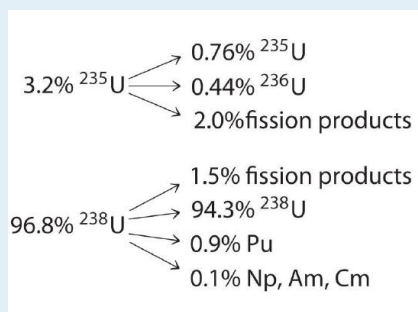 0.76% ²³⁵U
3.2% ²³⁵U
0.44% ²³⁶U
2.0%fission products
1.5% fission products
94.3% ²³⁸U
96.8% ²³⁸U
0.9% Pu
0.1% Np, Am, Cm